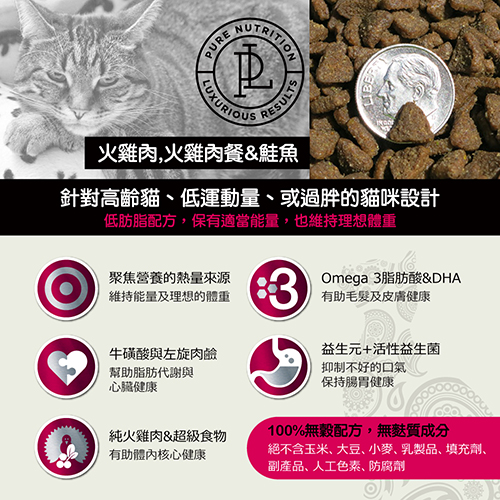 PURE NUTRITION
PL
LUXURIOUS RESULTS
LIBERTY
火雞肉,火雞肉餐&鮭魚
針對高齡貓、低運動量、或過胖的貓咪設計
低肪脂配方，保有適當能量，也維持理想體重
聚焦營養的熱量來源
維持能量及理想的體重
3
Omega 3脂肪酸&DHA
有助毛髮及皮膚健康
牛磺酸與左旋肉鹼
幫助脂肪代謝與
心臟健康
益生元+活性益生菌
抑制不好的口氣
保持腸胃健康
純火雞肉&超級食物
有助體內核心健康
100%無穀配方，無麩質成分
絕不含玉米、大豆、小麥、乳製品、填充劑、
副產品、人工色素、防腐劑